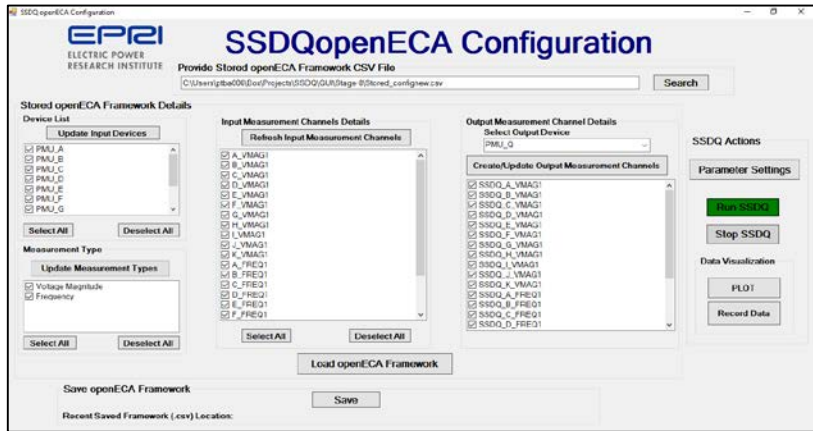 SSDQ openECA Configuration
EPRI
ELECTRIC POWER
RESEARCH INSTITUTE
SSDQopenECA Configuration
Provide Stored openECA Framework CSV File
C:\Users\ptba006\Dox\Projects\SSDQ\GUI\Stage-8\Stored_confignew.csv
Search
Stored openECA Framework Details
Device List
Update Input Devices
PMU_A
PMU_B
PMU_C
PMU_D
PMU_E
PMU_F
PMU_G
Select All
Deselect All
Measurement Type
Update Measurement Types
Voltage Magnitude
Frequency
Select All
Deselect All
Input Measurement Channels Details
Refresh Input Measurement Channels
A_VMAG1
B_VMAG1
C_VMAG1
D_VMAG1
E_VMAG1
F_VMAG1
G_VMAG1
H_VMAG1
I_VMAG1
J_VMAG1
K_VMAG1
A_FREQ1
B_FREQ1
C_FREQ1
D_FREQ1
E_FREQ1
F_FREQ1
Select All
Deselect All
Output Measurement Channel Details
Select Output Device
PMU_Q
Create/Update Output Measurement Channels
SSDQ_A_VMAG1
SSDQ_B_VMAG1
SSDQ_C_VMAG1
SSDQ_D_VMAG1
SSDQ_E_VMAG1
SSDQ_F_VMAG1
SSDQ_G_VMAG1
SSDQ_H_VMAG1
SSDQ_I_VMAG1
SSDQ_J_VMAG1
SSDQ_K_VMAG1
SSDQ_A_FREQ1
SSDQ_B_FREQ1
SSDQ_C_FREQ1
SSDQ_D_FREQ1
SSDQ Actions
Parameter Settings
Run SSDQ
Stop SSDQ
Data Visualization
PLOT
Record Data
Load openECA Framework
Save openECA Framework
Save
Recent Saved Framework (.csv) Location: